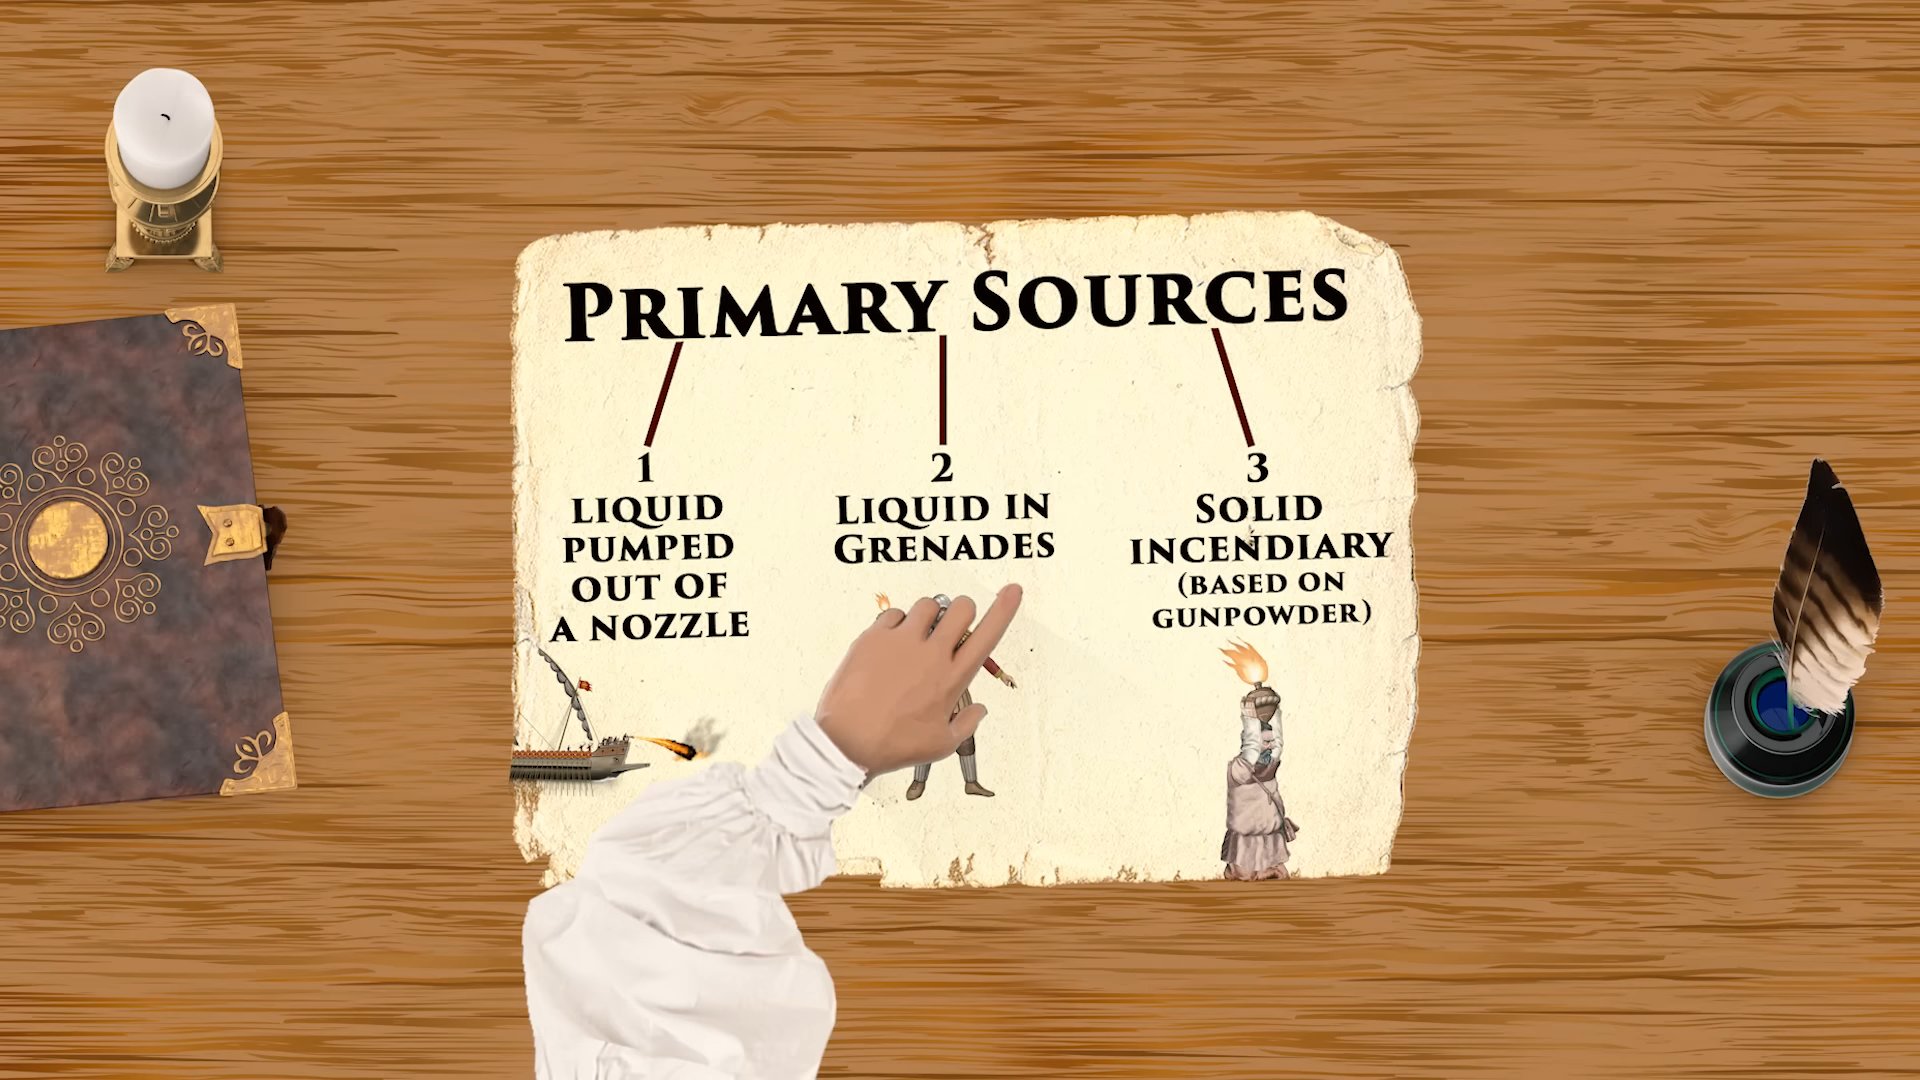 PRIMARY SOURCES
1
LIQUID
PUMPED
OUT OF
A NOZZLE
2
LIQUID IN
GRENADES
3
SOLID
INCENDIARY
(BASED ON
GUNPOWDER)